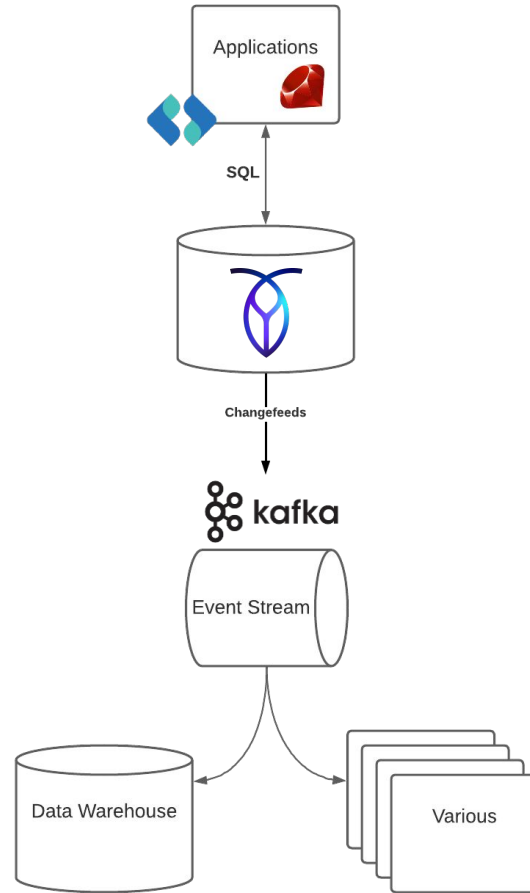 Applications
SQL
Changefeeds
kafka
Event Stream
Data Warehouse
Various